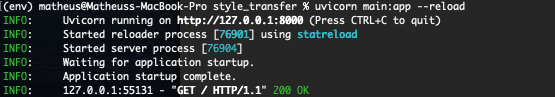 (env) matheus@Matheuss-MacBook-Pro style_transfer % uvicorn main:app --reload
INFO: Uvicorn running on http://127.0.0.1:8000 (Press CTRL+C to quit)
INFO: Started reloader process [76901] using statreload
INFO: Started server process [76904]
INFO: Waiting for application startup.
INFO: Application startup complete.
INFO: 127.0.0.1:55131 - "GET / HTTP/1.1" 200 OK